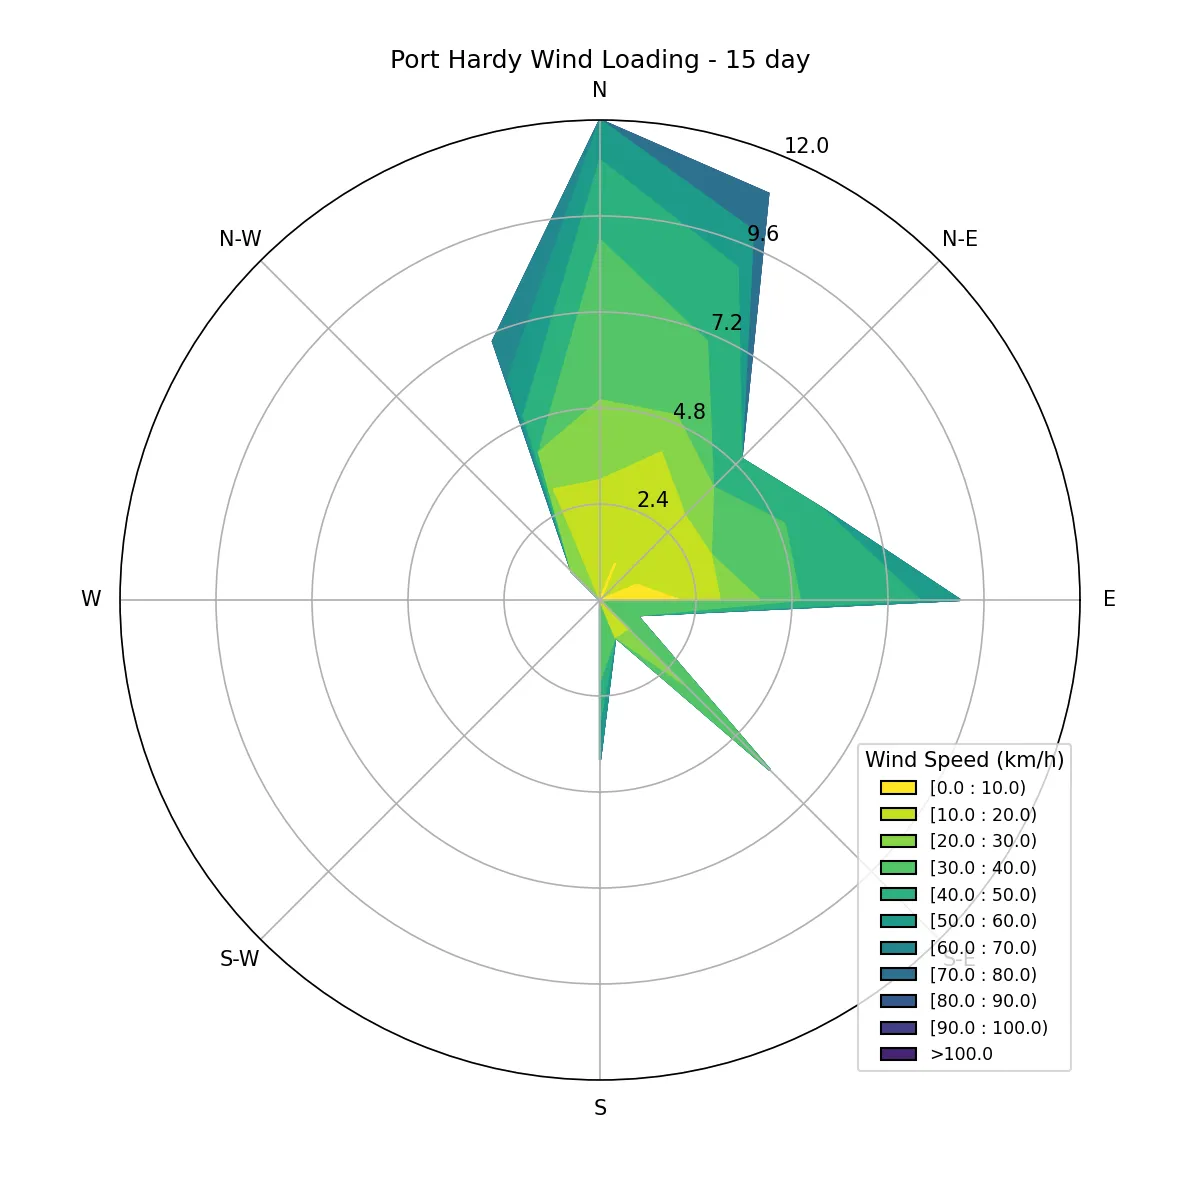 Port Hardy Wind Loading - 15 day
N
12.0
N-W
9.6
N-E
7.2
4.8
2.4
W
E
Wind Speed (km/h)
[0.0 : 10.0)
[10.0 : 20.0)
[20.0 : 30.0)
[30.0 : 40.0)
[40.0 : 50.0)
[50.0 : 60.0)
[60.0 : 70.0)
[70.0 : 80.0)
[80.0 : 90.0)
[90.0 : 100.0)
>100.0
S-W
S-E
S